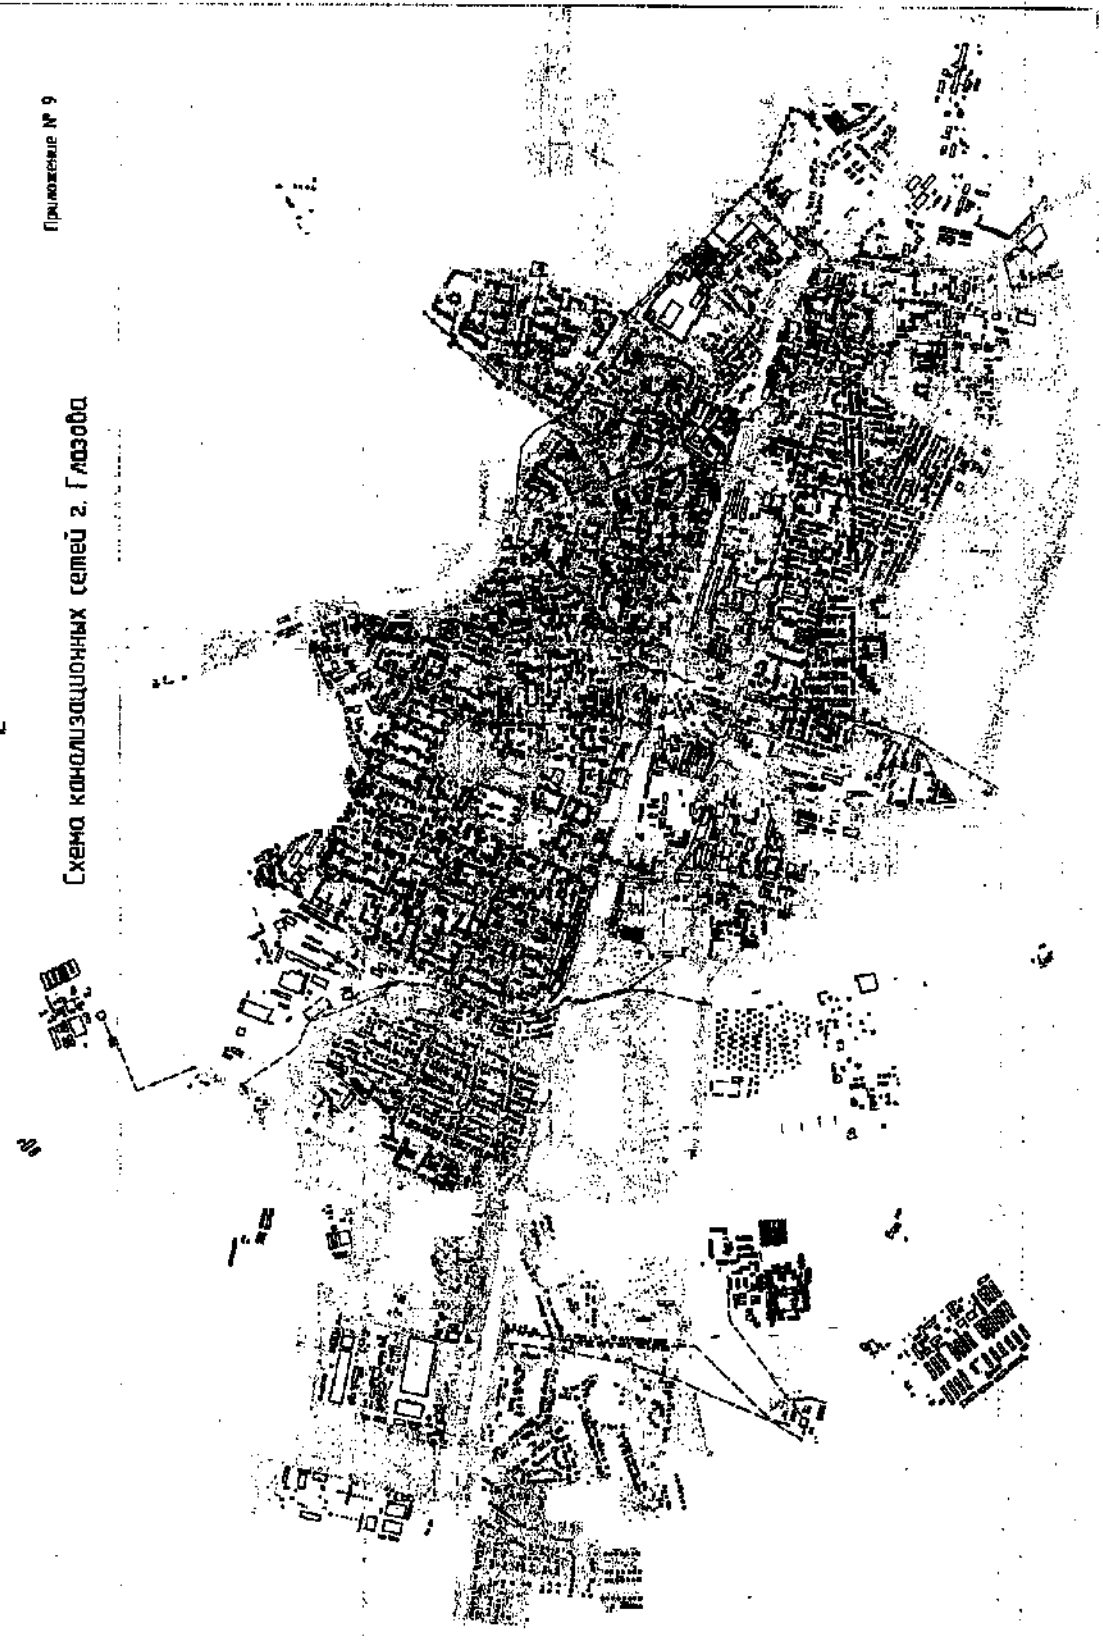 Приложение № 9
Схема канализационных сетей г. Глазова